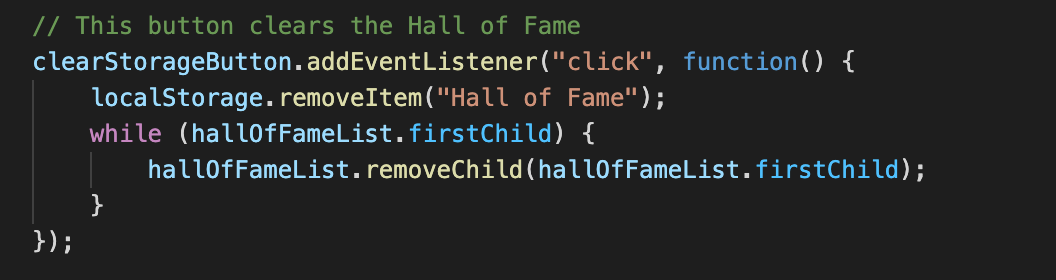 // This button clears the Hall of Fame
clearStorageButton.addEventListener("click", function() {
    localStorage.removeItem("Hall of Fame");
    while (hallOfFameList.firstChild) {
        hallOfFameList.removeChild(hallOfFameList.firstChild);
    }
});